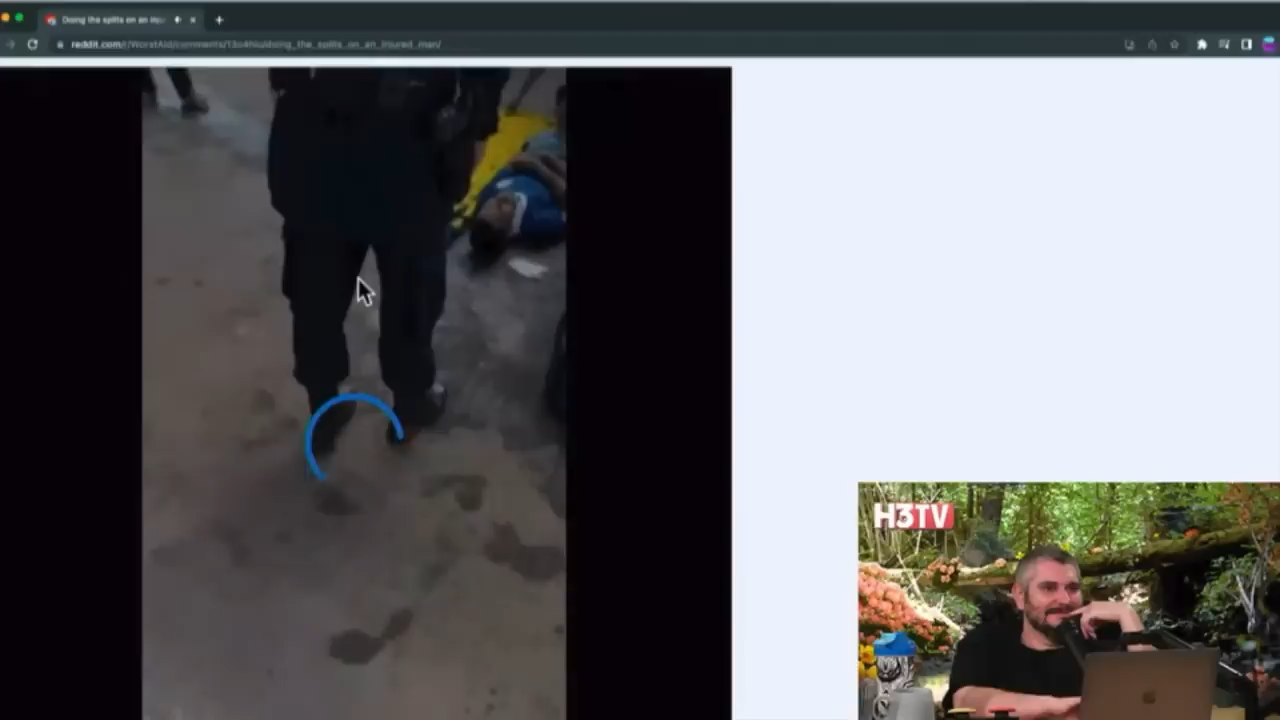 Doing the splits on an inju
reddit.com/r/WorstAid/comments/13o4hiu/doing_the_splits_on_an_injured_man/
H3TV